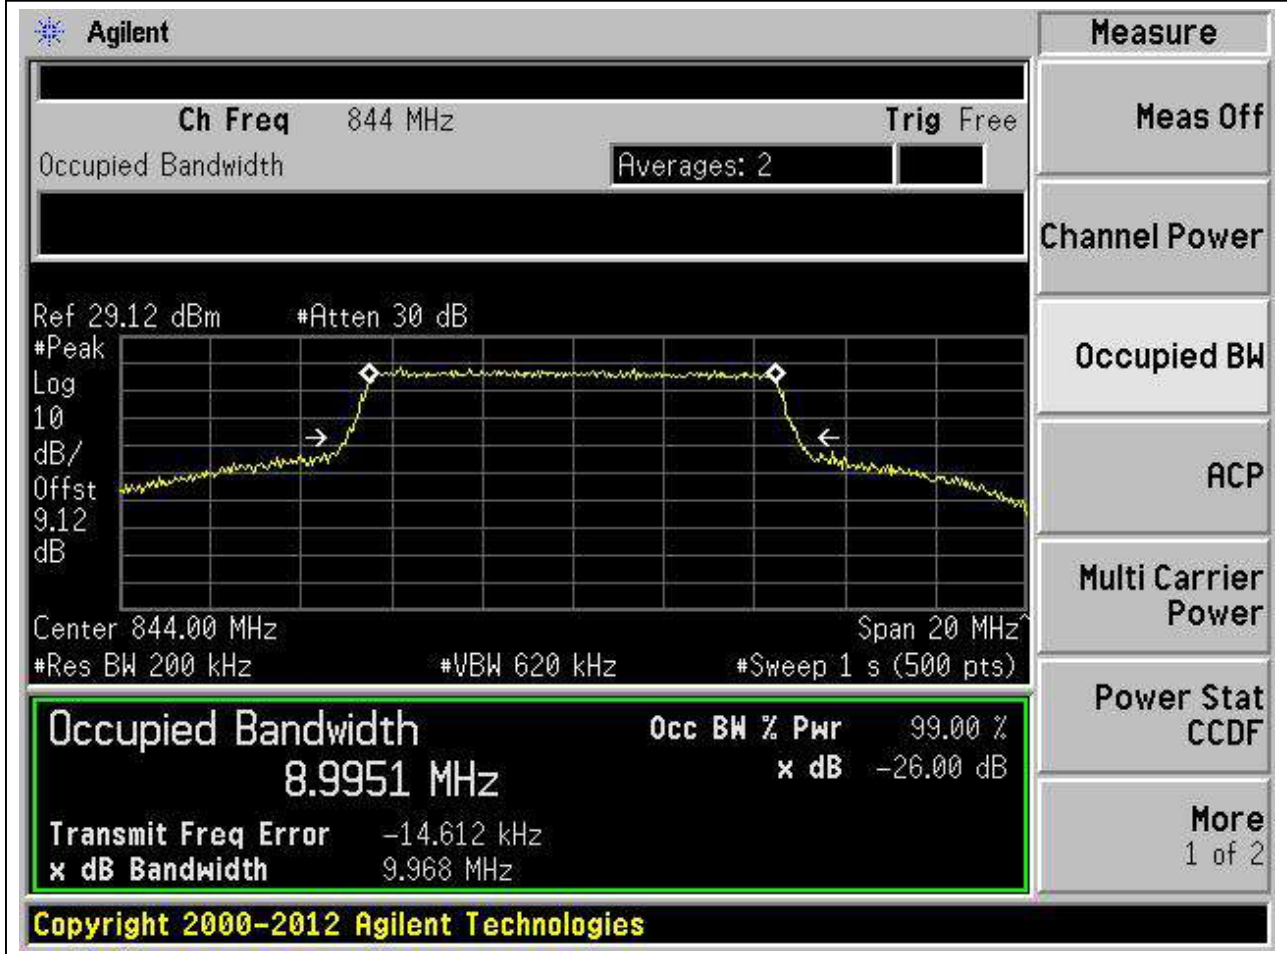 Agilent
Measure
Ch Freq 844 MHz Trig Free
Occupied Bandwidth Averages: 2
Meas Off
Channel Power
Occupied BW
ACP
Multi Carrier
Power
Power Stat
CCDF
More
1 of 2
Ref 29.12 dBm #Atten 30 dB
#Peak
Log
10
dB/
Offst
9.12
dB
Center 844.00 MHz Span 20 MHz^
#Res BW 200 kHz #VBW 620 kHz #Sweep 1 s (500 pts)
Occupied Bandwidth Occ BW % Pwr 99.00 %
8.9951 MHz x dB -26.00 dB
Transmit Freq Error -14.612 kHz
x dB Bandwidth 9.968 MHz
Copyright 2000-2012 Agilent Technologies